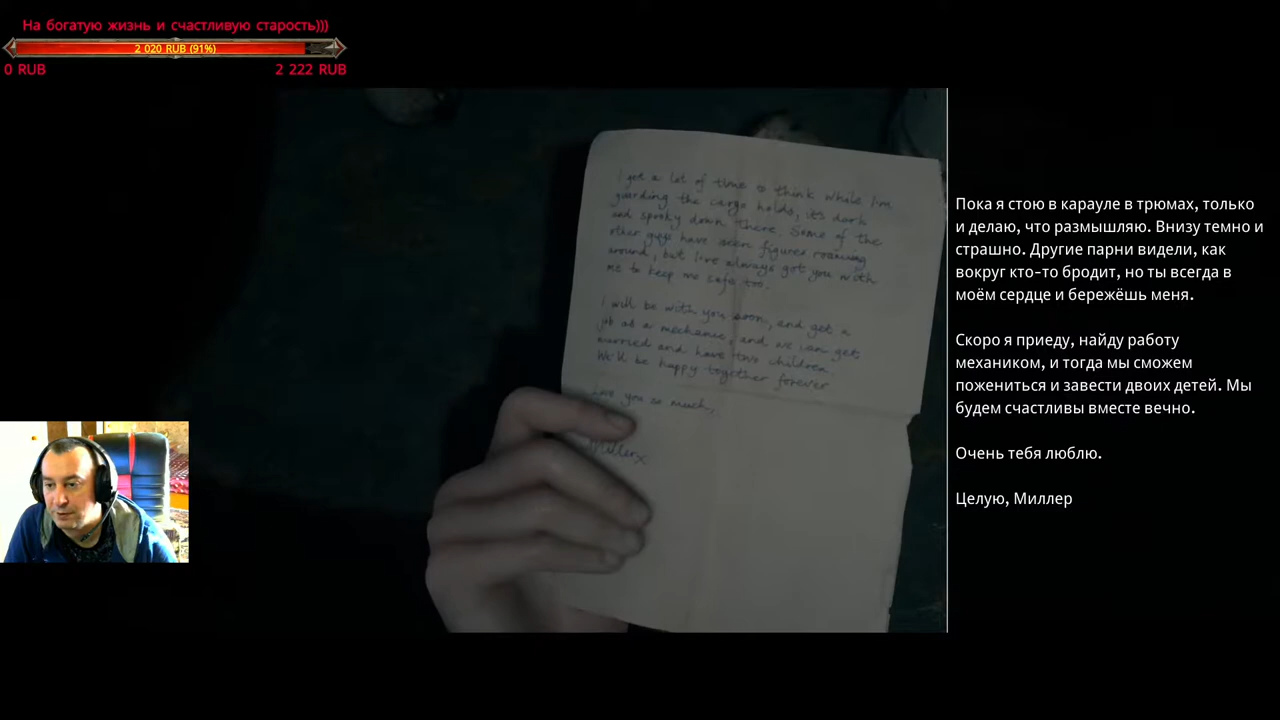 На богатую жизнь и счастливую старость)))
2 020 RUB (91%)
0 RUB
2 222 RUB
I get a lot of time to think while I'm
guarding the cargo holds, its dark
and spooky down there. Some of the
other guys have seen figures roaming
around, but I've always got you with
me to keep me safe too.
I will be with you soon, and get a
job as a mechanic, and we can get
married and have two children.
We'll be happy together forever
Love you so much,
Пока я стою в карауле в трюмах, только
и делаю, что размышляю. Внизу темно и
страшно. Другие парни видели, как
вокруг кто-то бродит, но ты всегда в
моём сердце и бережёшь меня.
Скоро я приеду, найду работу
механиком, и тогда мы сможем
пожениться и завести двоих детей. Мы
будем счастливы вместе вечно.
Очень тебя люблю.
Целую, Миллер